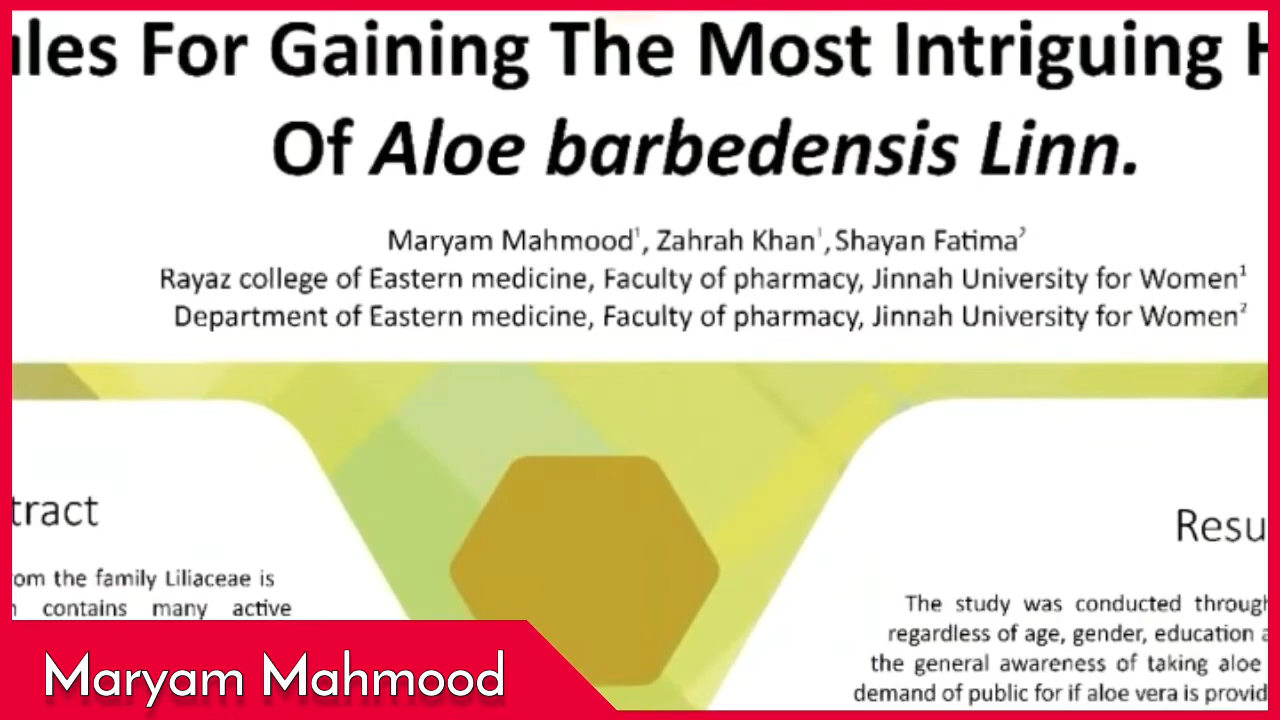 For Gaining The Most Intriguing
Of Aloe barbedensis Linn.
Maryam Mahmood¹, Zahrah Khan¹, Shayan Fatima²
Rayaz college of Eastern medicine, Faculty of pharmacy, Jinnah University for Women¹
Department of Eastern medicine, Faculty of pharmacy, Jinnah University for Women²
tract
om the family Liliaceae is
contains many active
Resu
The study was conducted through
regardless of age, gender, education
the general awareness of taking aloe
demand of public for if aloe vera is provid
Maryam Mahmood